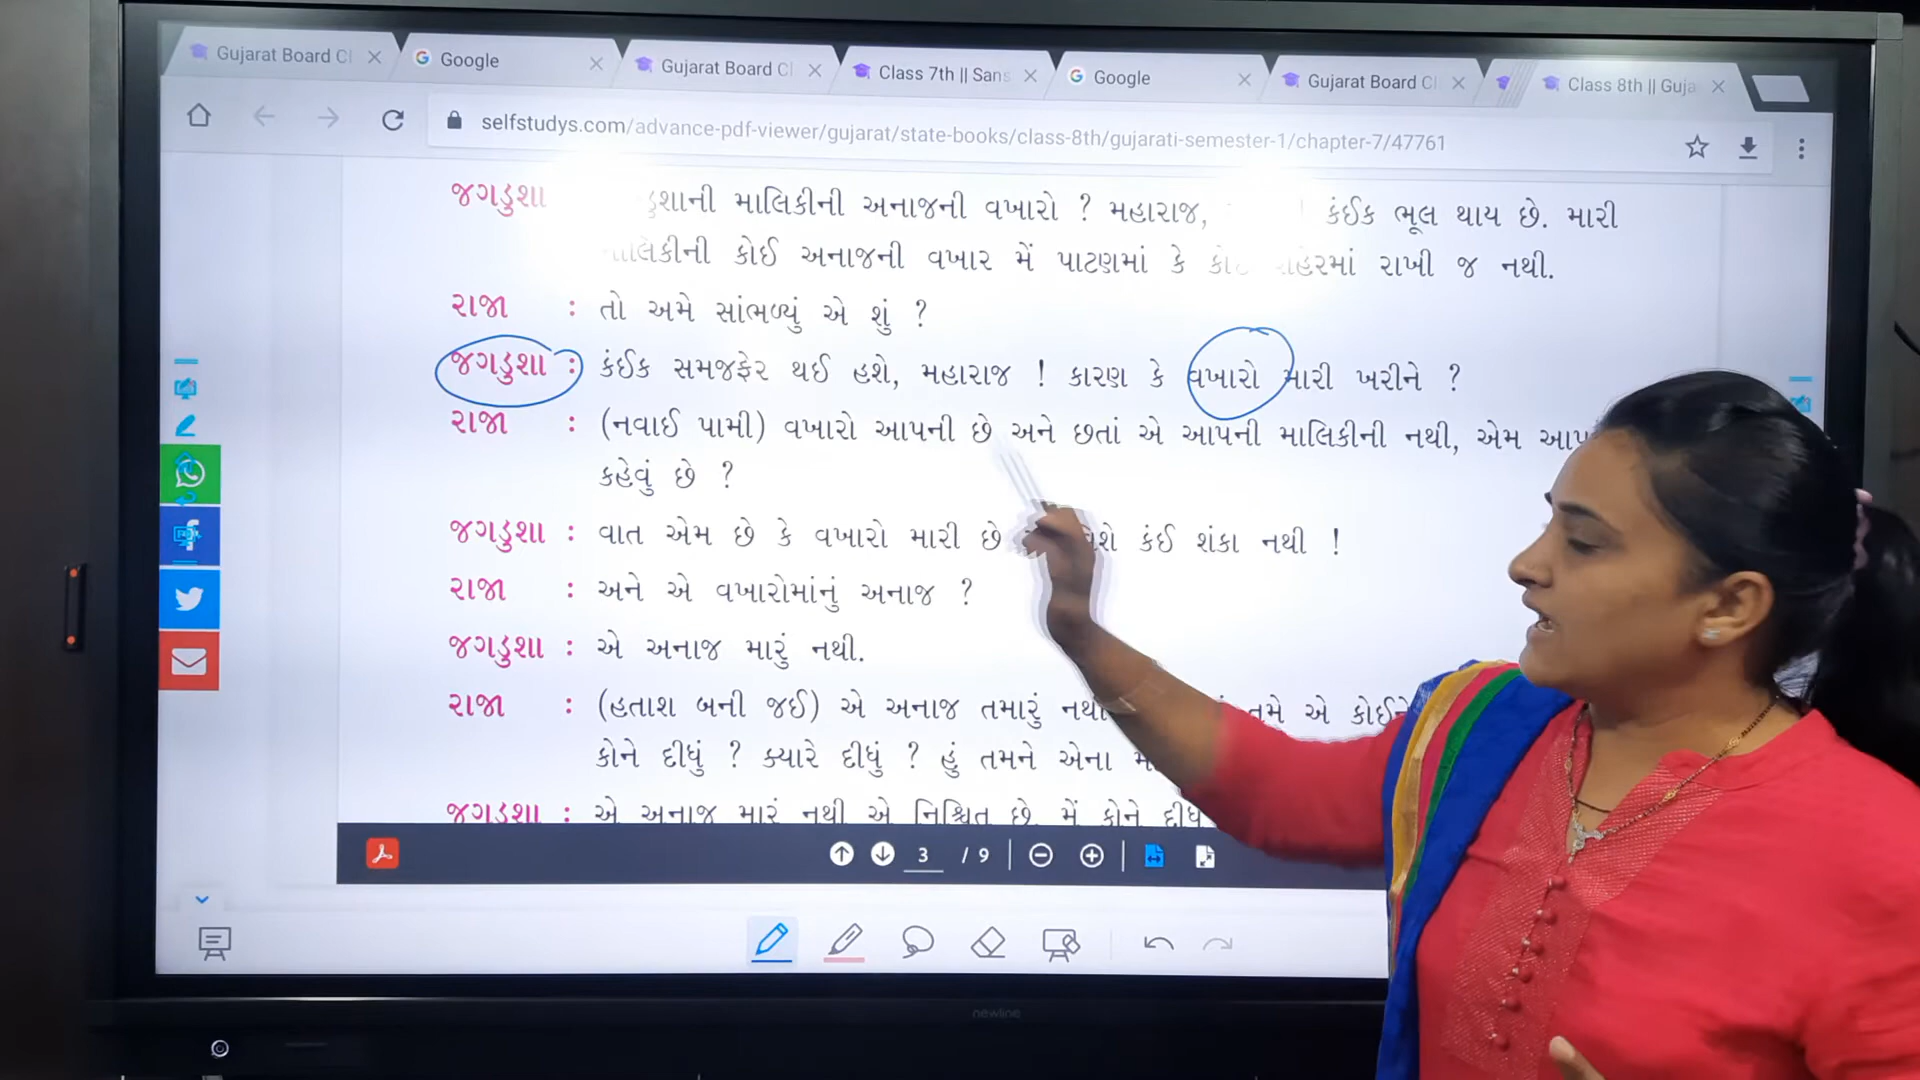 Gujarat Board Cl
Google
Gujarat Board Cl
Class 7th || Sans
Google
Gujarat Board Cl
Class 8th || Guja
selfstudys.com/advance-pdf-viewer/gujarat/state-books/class-8th/gujarati-semester-1/chapter-7/47761
જગડુશા માલિકીની અનાજની વખારો ? મહારાજ, કંઈક ભૂલ થાય છે. મારી
માલિકીની કોઈ અનાજની વખાર મેં પાટણમાં કે રાખી જ નથી.
રાજા : તો અમે સાંભળ્યું એ શું ?
જગડુશા : કંઈક સમજફેર થઈ હશે, મહારાજ ! કારણ કે વખારો મારી ખરીને ?
રાજા : (નવાઈ પામી) વખારો આપની છે અને છતાં એ આપની માલિકીની નથી, એમ
કહેવું છે ?
જગડુશા : વાત એમ છે કે વખારો મારી છે કંઈ શંકા નથી !
રાજા : અને એ વખારોમાંનું અનાજ ?
જગડુશા : એ અનાજ મારું નથી.
રાજા : (હતાશ બની જઈ) એ અનાજ તમારું તમે એ
કોને દીધું ? ક્યારે દીધું ? હું તમને એના
જગડુશા : એ અનાજ મારું નથી એ નિશ્ચિત છે. મેં કોને
3 / 9
newline